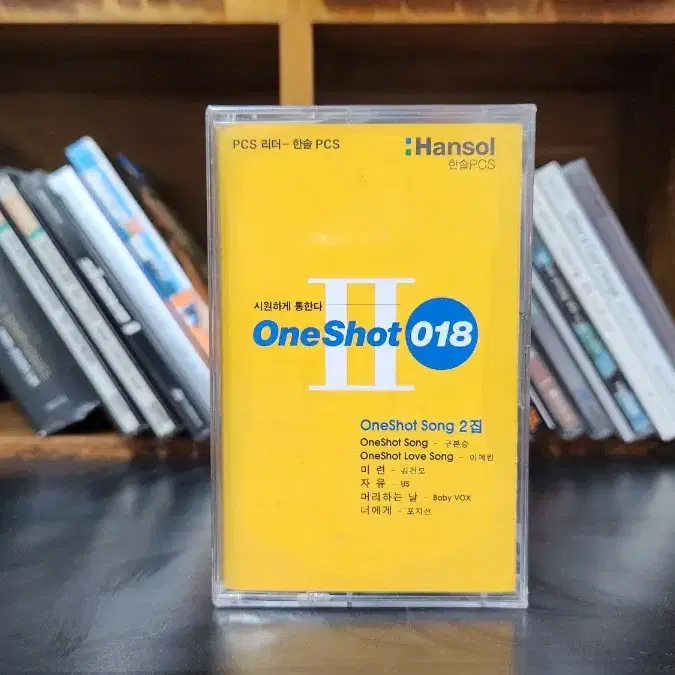 PCS 리더 - 한솔 PCS
Hansol
한솔PCS
시원하게 통한다
II
OneShot 018
OneShot Song 2집
OneShot Song - 구본승
OneShot Love Song - 이예린
미 련 - 김건모
자 유 - US
머리하는 날 - Baby VOX
너에게 - 포지션